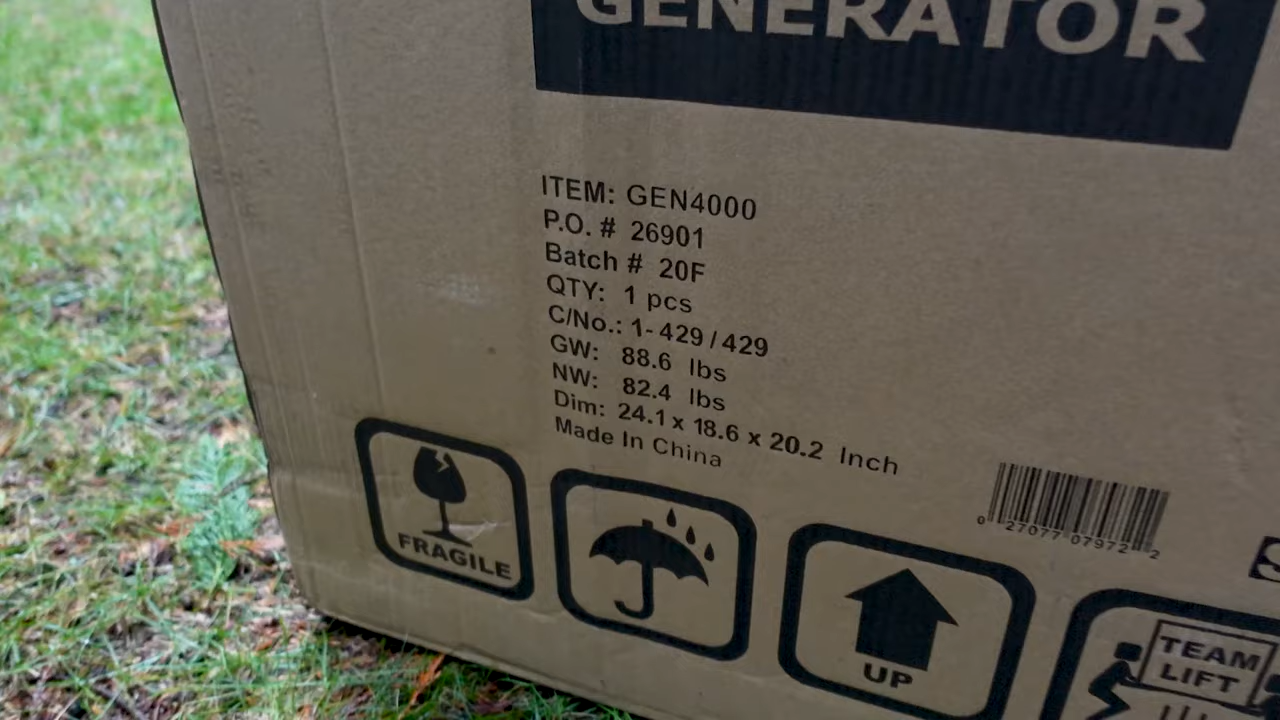 GENERATOR
ITEM: GEN4000
P.O. # 26901
Batch # 20F
QTY: 1 pcs
C/No.: 1-429/429
GW: 88.6 lbs
NW: 82.4 lbs
Dim: 24.1 x 18.6 x 20.2 Inch
Made In China
0 27077 07972 2
FRAGILE
UP
TEAM
LIFT